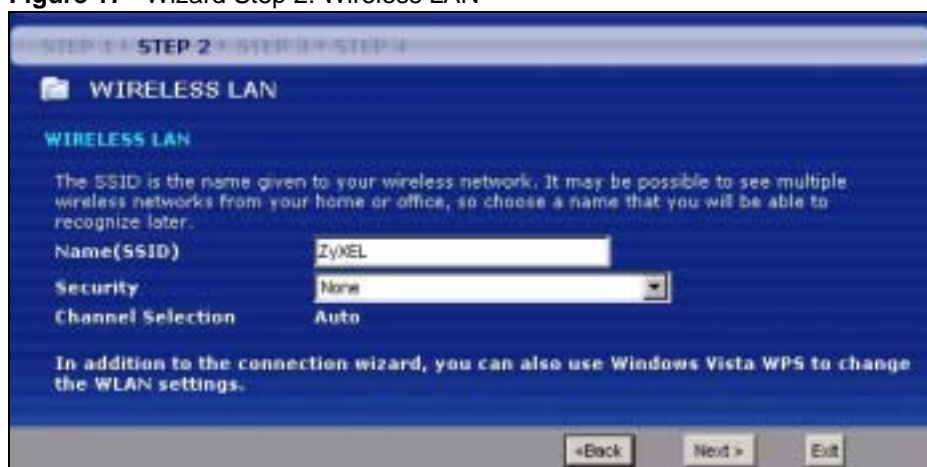 Figure 17 Wizard Step 2: Wireless LAN
STEP 1 • STEP 2 • STEP 3 • STEP 4
WIRELESS LAN
WIRELESS LAN
The SSID is the name given to your wireless network. It may be possible to see multiple
wireless networks from your home or office, so choose a name that you will be able to
recognize later.
Name(SSID) ZyXEL
Security None
Channel Selection Auto
In addition to the connection wizard, you can also use Windows Vista WPS to change
the WLAN settings.
<Back Next > Exit